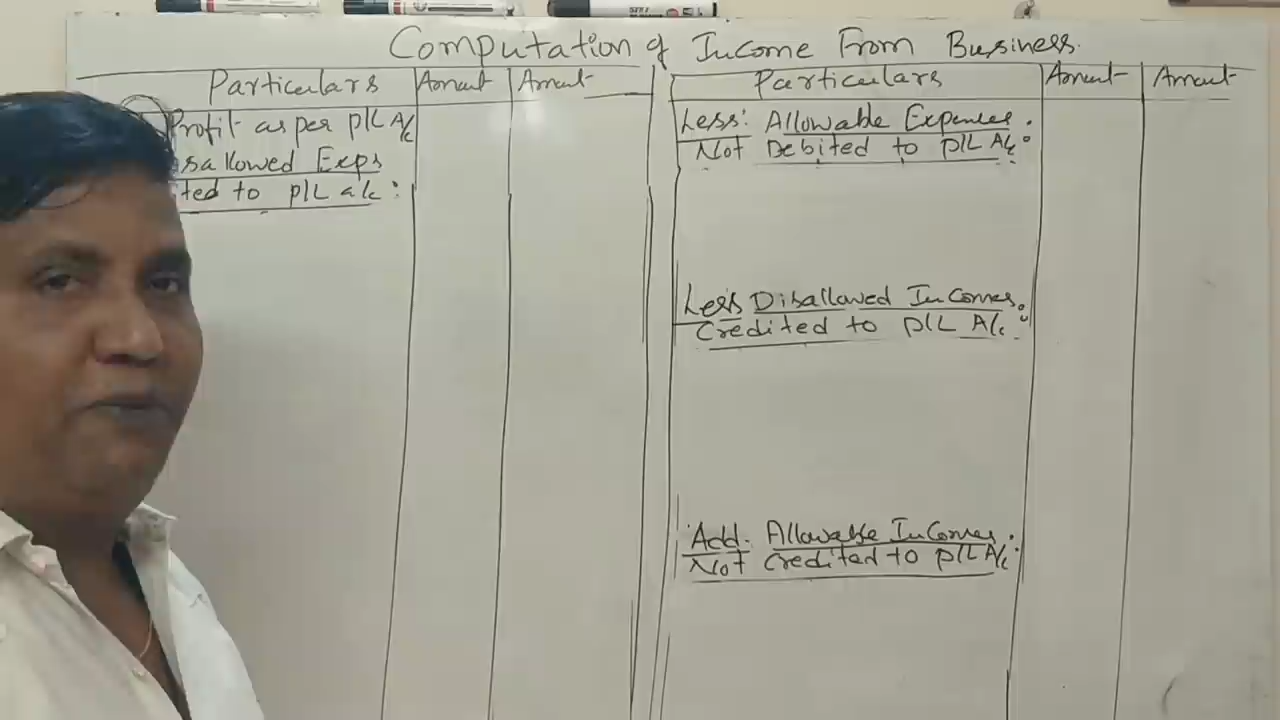 Computation of Income From Business.
Particulars Amount Amount
Profit as per P/L A/c
sallowed Exps
ited to P/L a/c:
Particulars Amount Amount
Less: Allowable Expenses.
Not Debited to P/L A/c:
Less Disallowed Incomes:
Credited to P/L A/c:
Add: Allowable Incomes.
Not Credited to P/L A/c